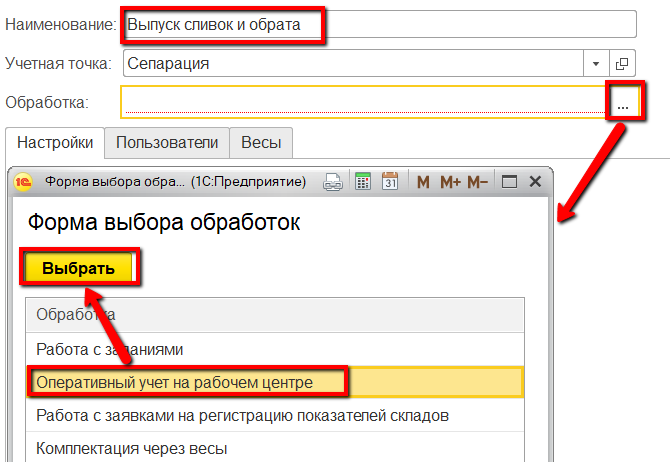 Наименование: Выпуск сливок и обрата
Учетная точка: Сепарация
Обработка: ...
Настройки Пользователи Весы
1С Форма выбора обра... (1С:Предприятие) 31 M M+ M−
Форма выбора обработок
Выбрать
Обработка
Работа с заданиями
Оперативный учет на рабочем центре
Работа с заявками на регистрацию показателей складов
Комплектация через весы